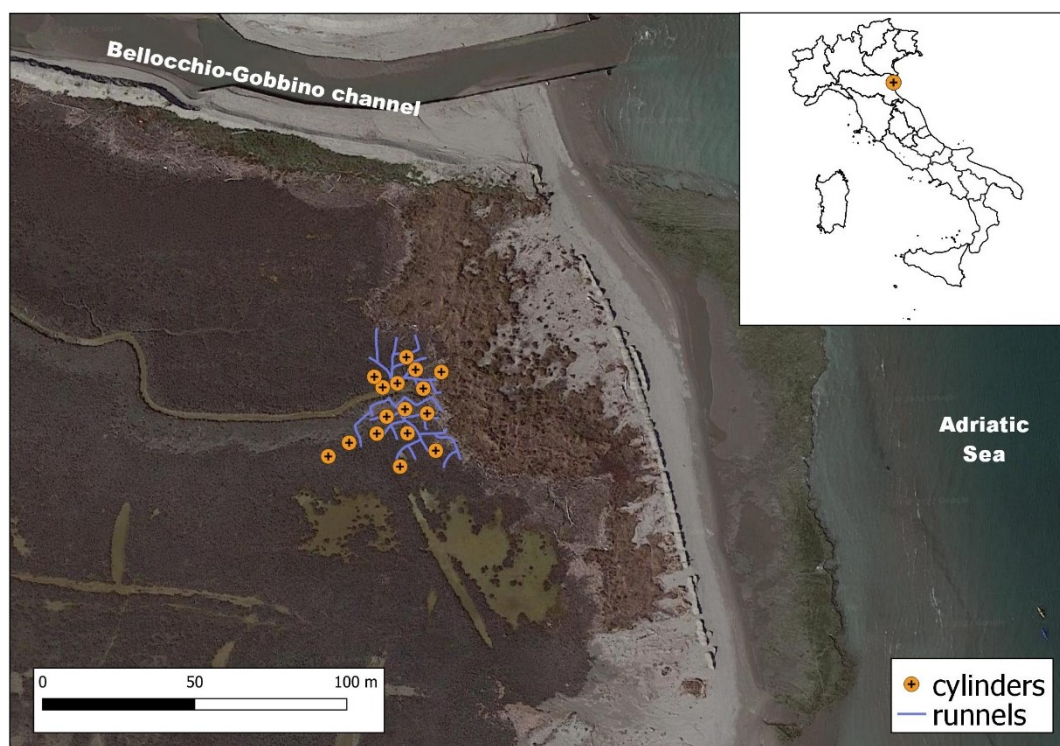 Bellocchio-Gobbino channel
Adriatic
Sea
0 50 100 m
cylinders
runnels